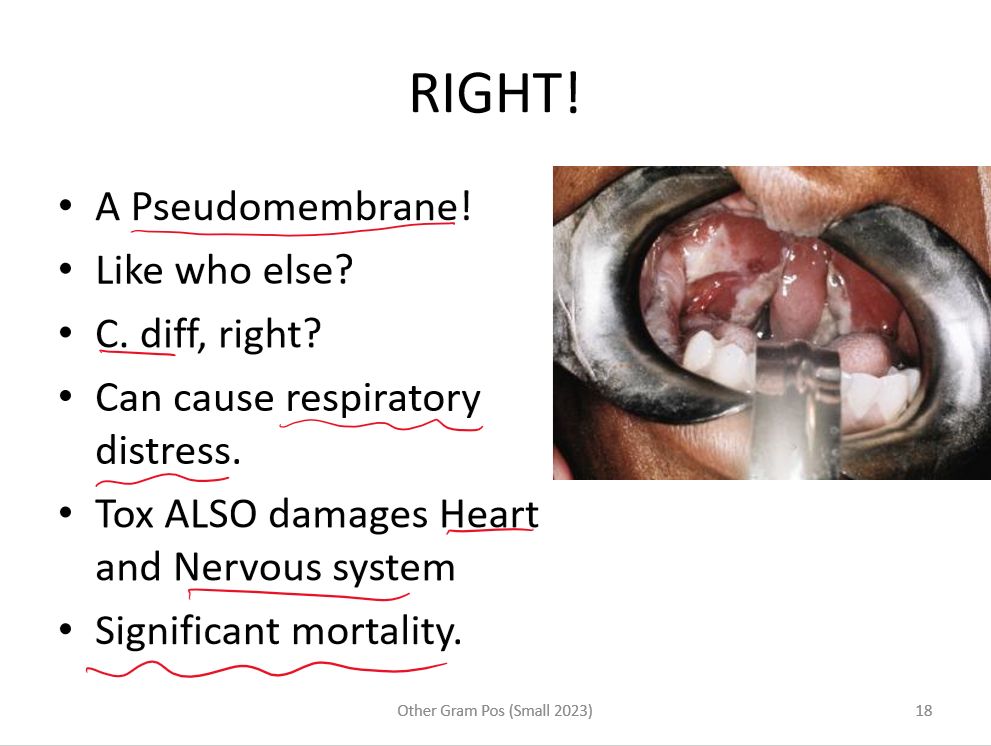 RIGHT!
• A Pseudomembrane!
• Like who else?
• C. diff, right?
• Can cause respiratory
distress.
• Tox ALSO damages Heart
and Nervous system
• Significant mortality.
Other Gram Pos (Small 2023)
18